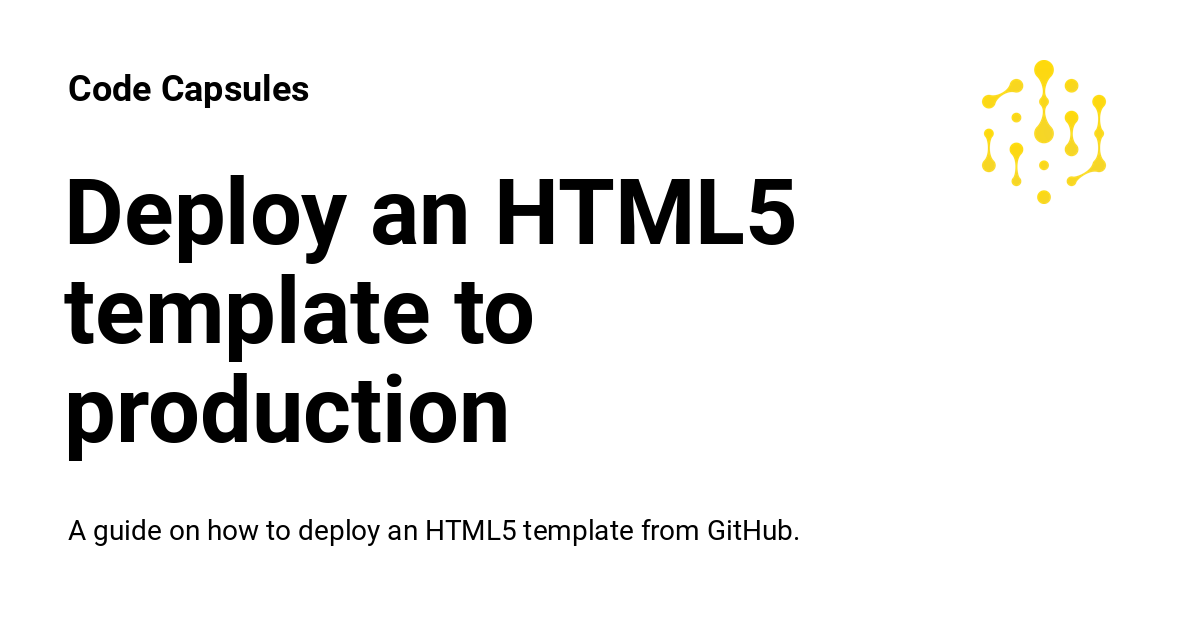 Code Capsules
Deploy an HTML5
template to
production
A guide on how to deploy an HTML5 template from GitHub.